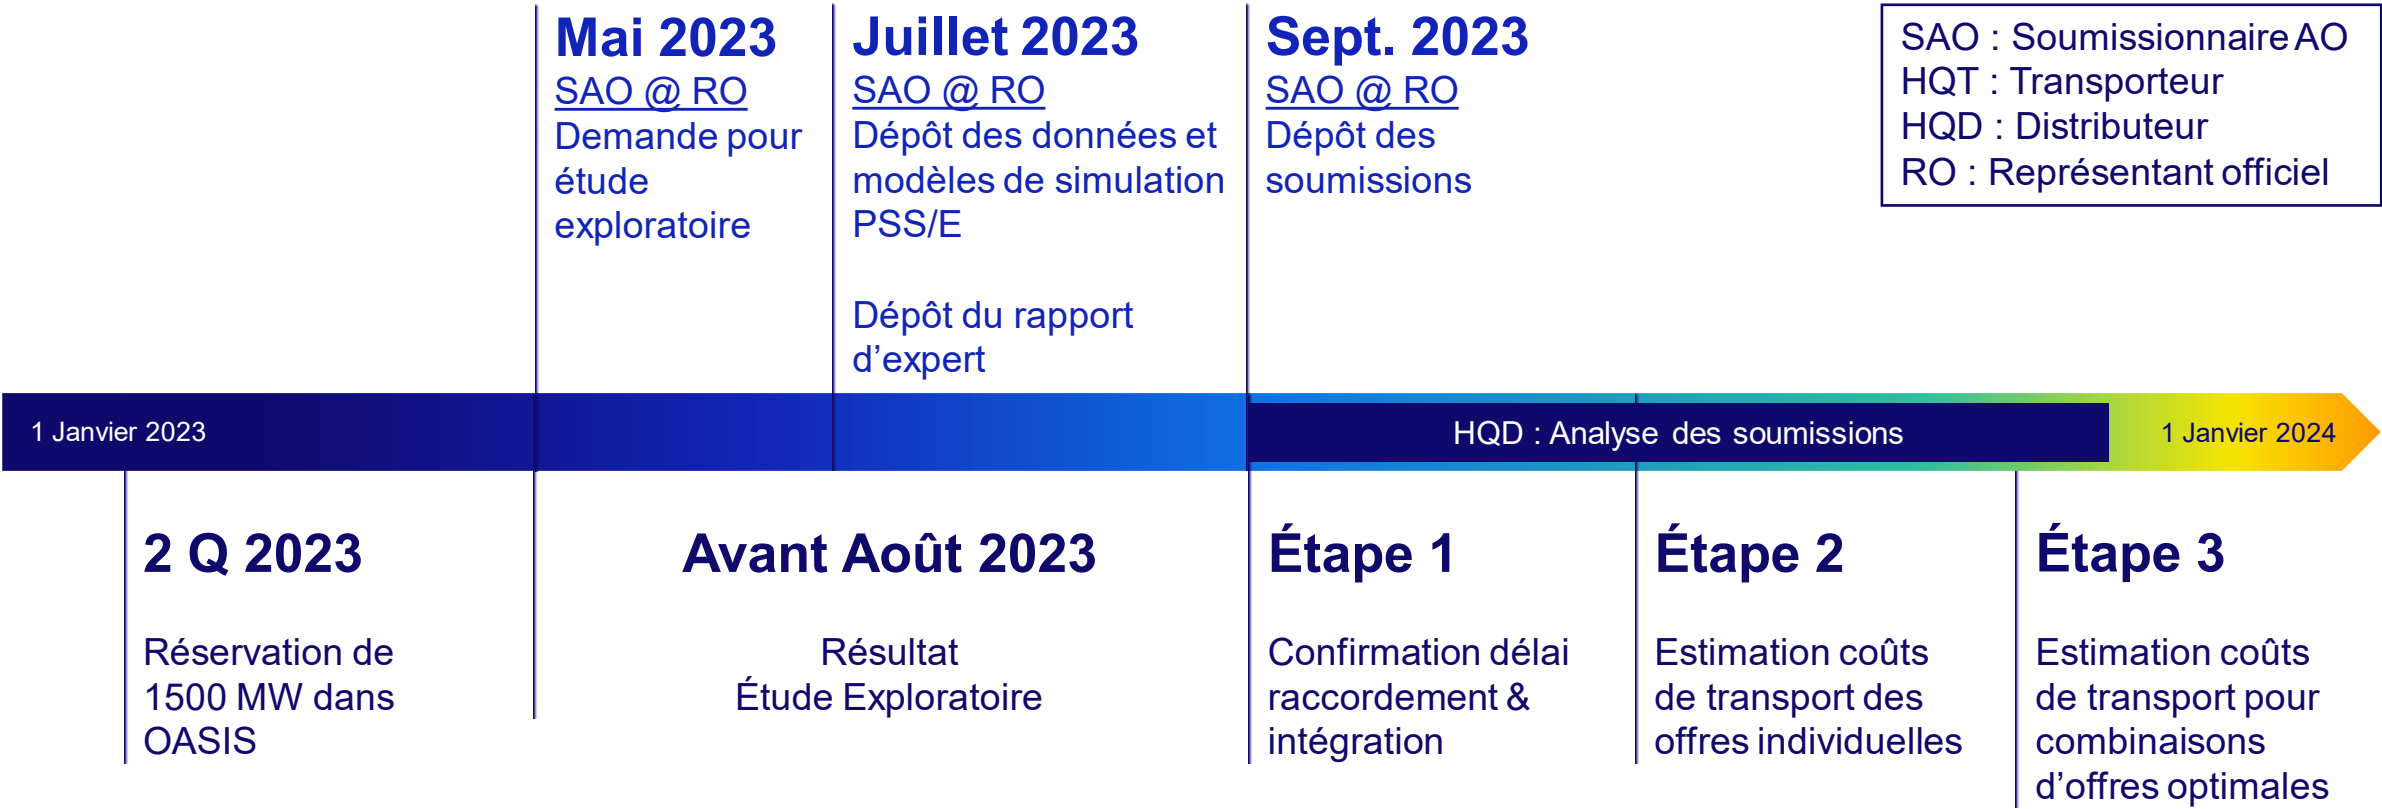 Mai 2023
SAO @ RO
Demande pour
étude
exploratoire
Juillet 2023
SAO @ RO
Dépôt des données et
modèles de simulation
PSS/E
Dépôt du rapport
d’expert
Sept. 2023
SAO @ RO
Dépôt des
soumissions
SAO : Soumissionnaire AO
HQT : Transporteur
HQD : Distributeur
RO : Représentant officiel
1 Janvier 2023
HQD : Analyse des soumissions
1 Janvier 2024
2 Q 2023
Réservation de
1500 MW dans
OASIS
Avant Août 2023
Résultat
Étude Exploratoire
Étape 1
Confirmation délai
raccordement &
intégration
Étape 2
Estimation coûts
de transport des
offres individuelles
Étape 3
Estimation coûts
de transport pour
combinaisons
d’offres optimales